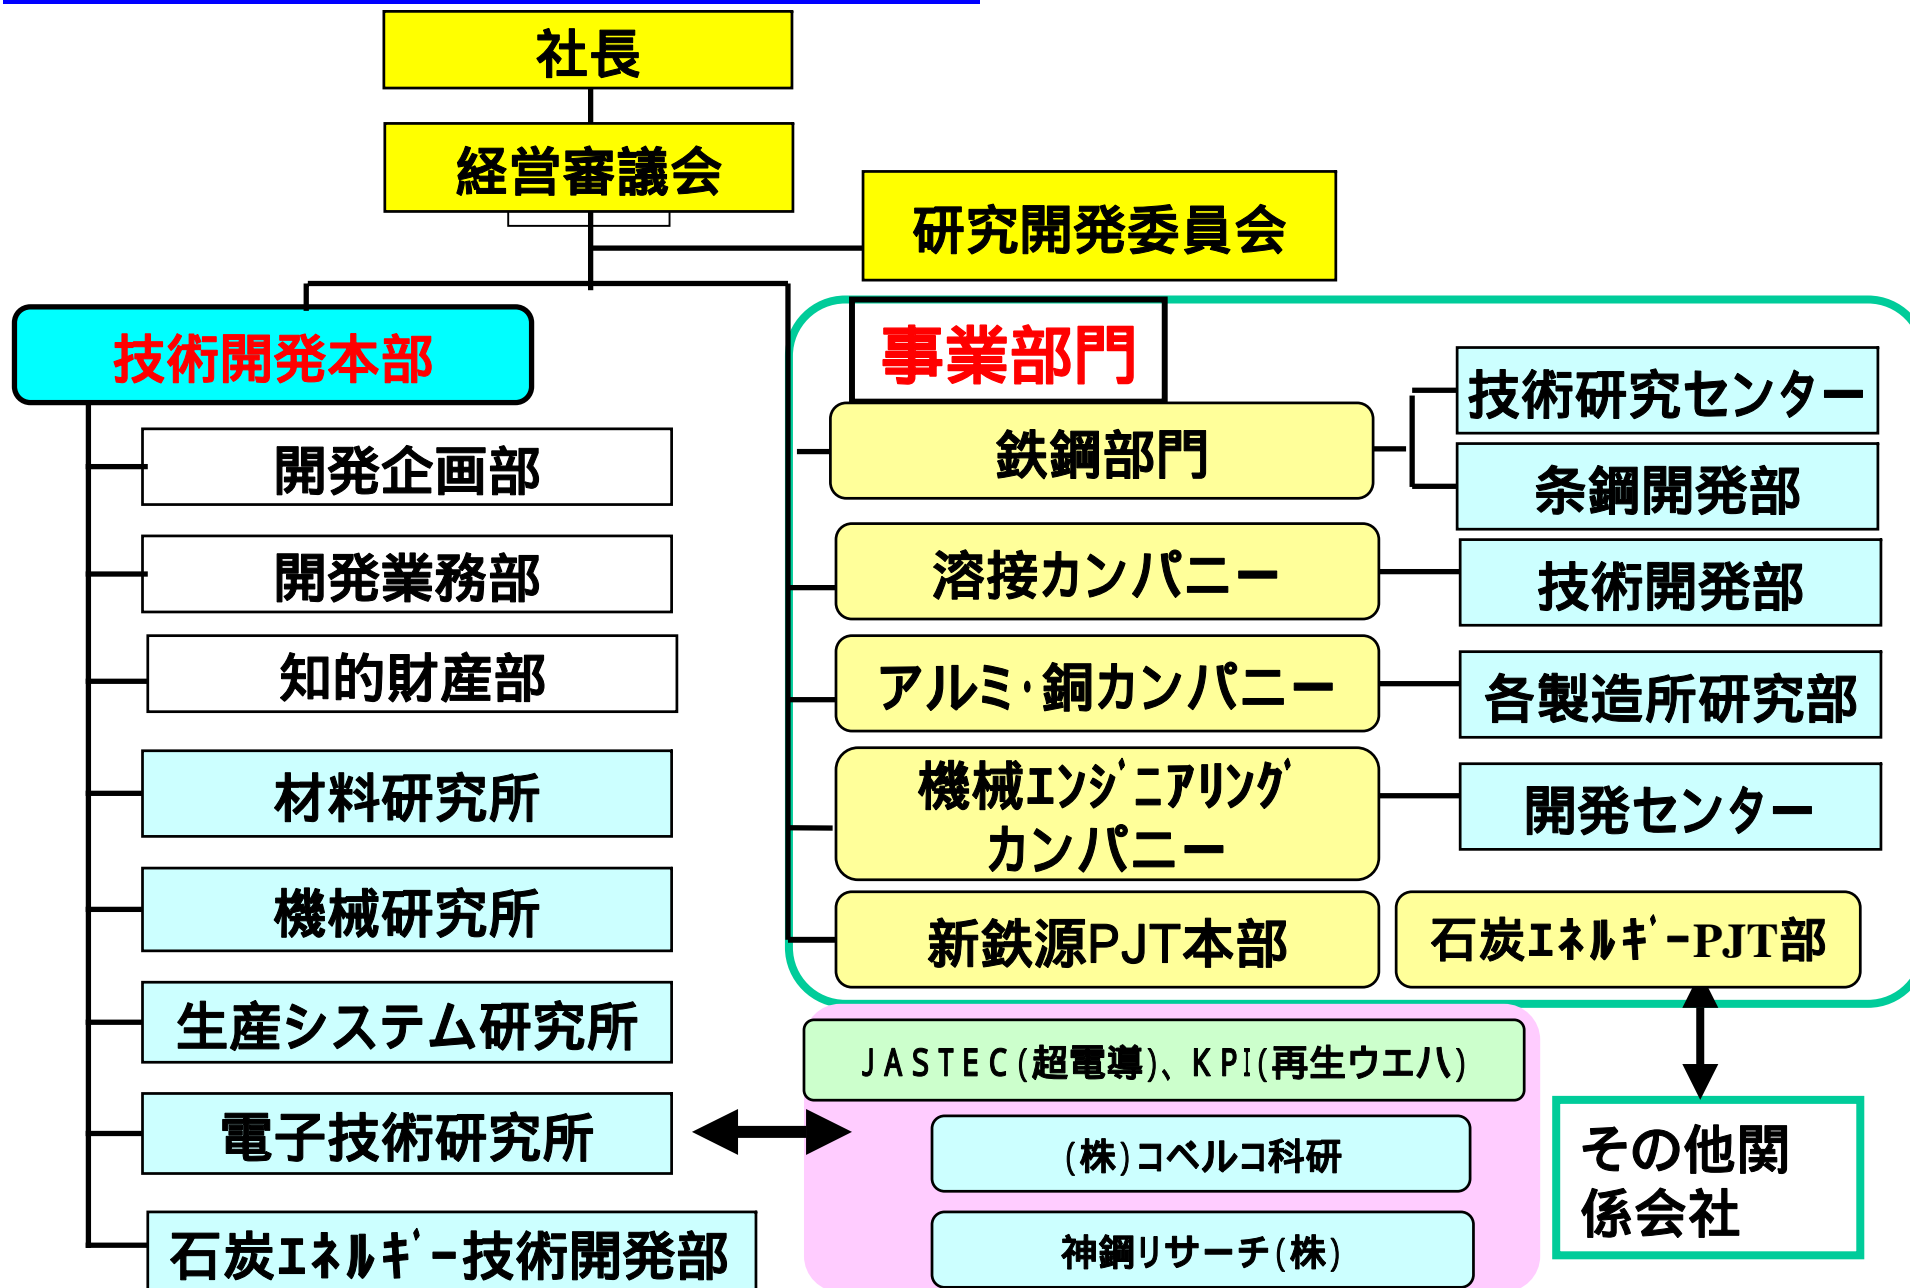 社長
経営審議会
研究開発委員会
技術開発本部
開発企画部
開発業務部
知的財産部
材料研究所
機械研究所
生産システム研究所
電子技術研究所
石炭ｴﾈﾙｷﾞｰ技術開発部
事業部門
鉄鋼部門
技術研究センター
条鋼開発部
溶接カンパニー
技術開発部
アルミ・銅カンパニー
各製造所研究部
機械ｴﾝｼﾞﾆｱﾘﾝｸﾞ
カンパニー
開発センター
新鉄源PJT本部
石炭ｴﾈﾙｷﾞｰPJT部
ＪＡＳＴＥＣ(超電導)、ＫＰＩ(再生ウエハ)
(株)コベルコ科研
神鋼リサーチ(株)
その他関
係会社